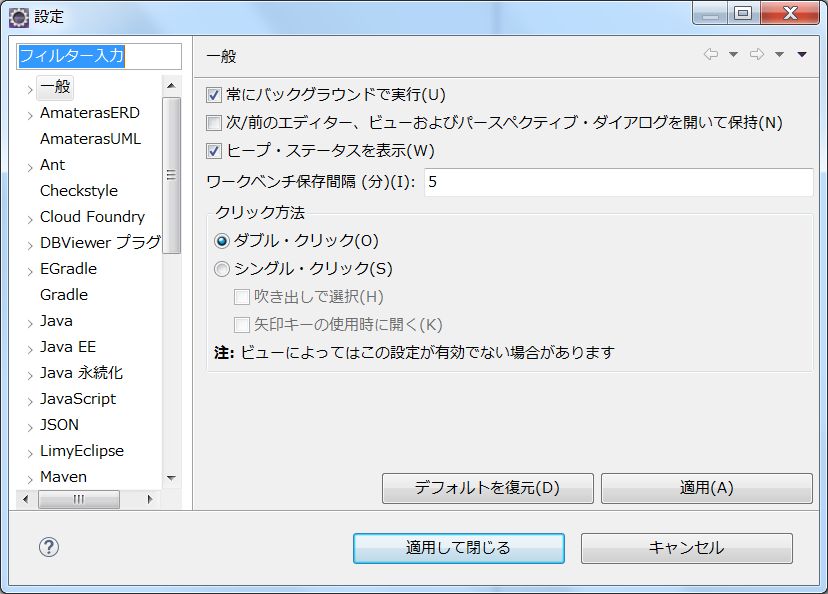 設定
フィルター入力
一般
AmaterasERD
AmaterasUML
Ant
Checkstyle
Cloud Foundry
DBViewer プラグ
EGradle
Gradle
Java
Java EE
Java 永続化
JavaScript
JSON
LimyEclipse
Maven
一般
常にバックグラウンドで実行(U)
次/前のエディター、ビューおよびパースペクティブ・ダイアログを開いて保持(N)
ヒープ・ステータスを表示(W)
ワークベンチ保存間隔 (分)(I): 5
クリック方法
ダブル・クリック(O)
シングル・クリック(S)
吹き出しで選択(H)
矢印キーの使用時に開く(K)
注: ビューによってはこの設定が有効でない場合があります
デフォルトを復元(D) 適用(A)
? 適用して閉じる キャンセル